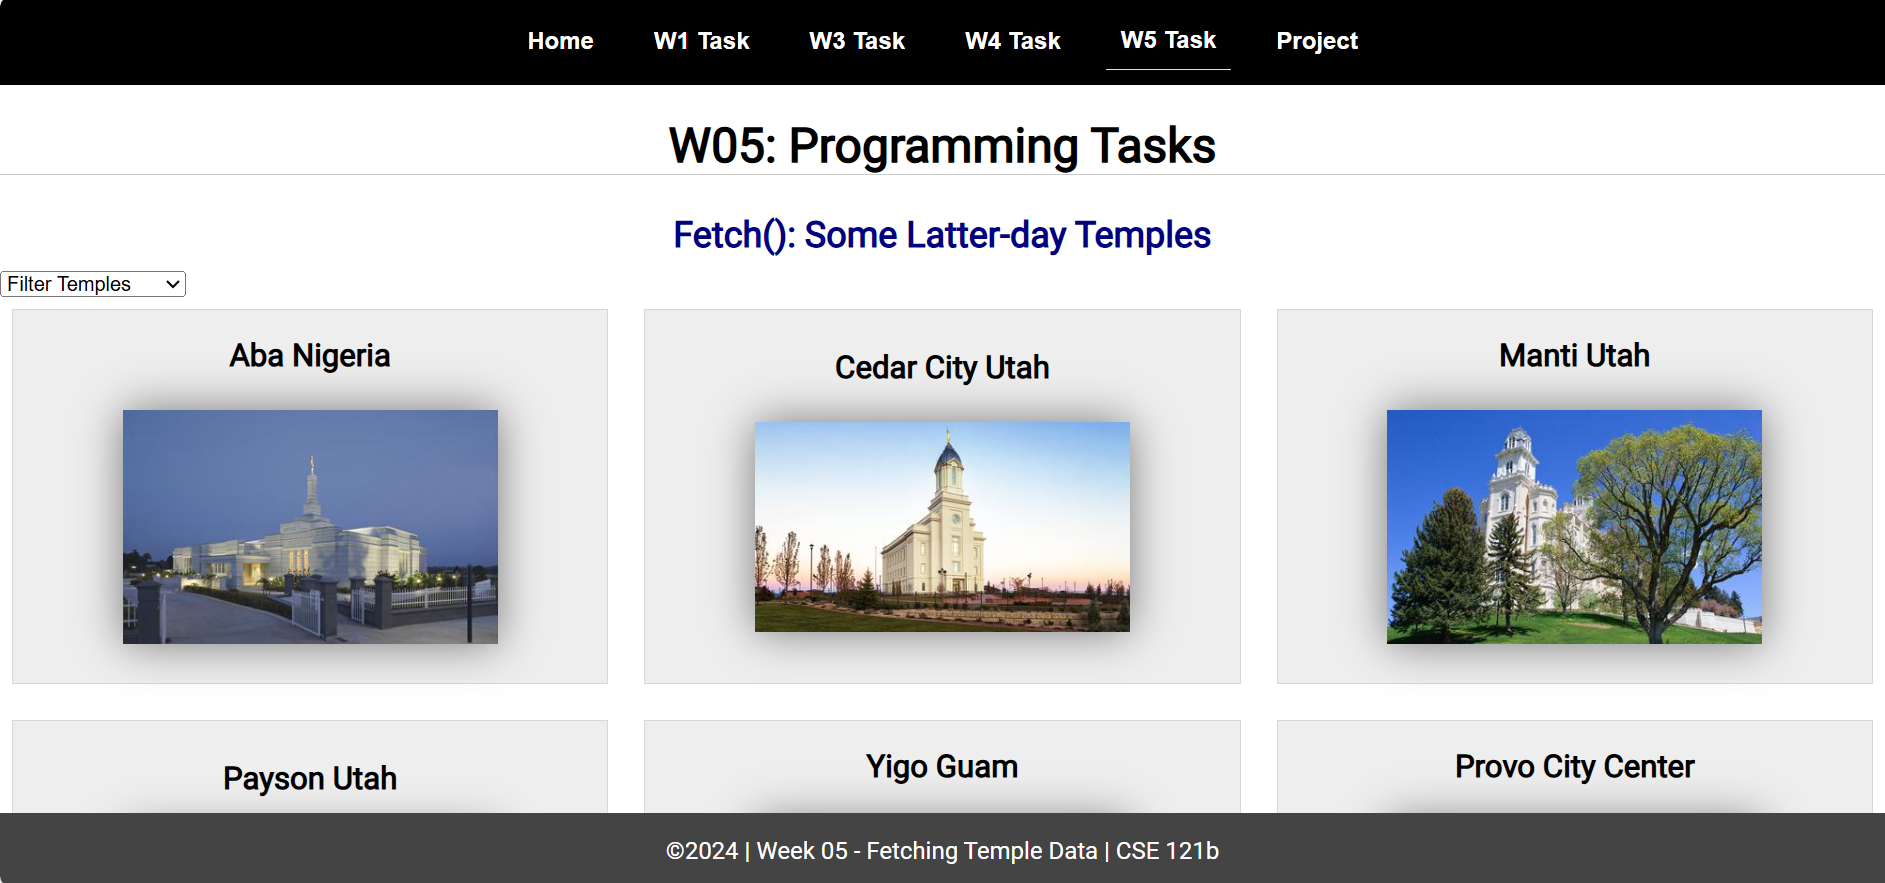 Home W1 Task W3 Task W4 Task W5 Task Project
W05: Programming Tasks
Fetch(): Some Latter-day Temples
Filter Temples
Aba Nigeria
Cedar City Utah
Manti Utah
Payson Utah
Yigo Guam
Provo City Center
©2024 | Week 05 - Fetching Temple Data | CSE 121b